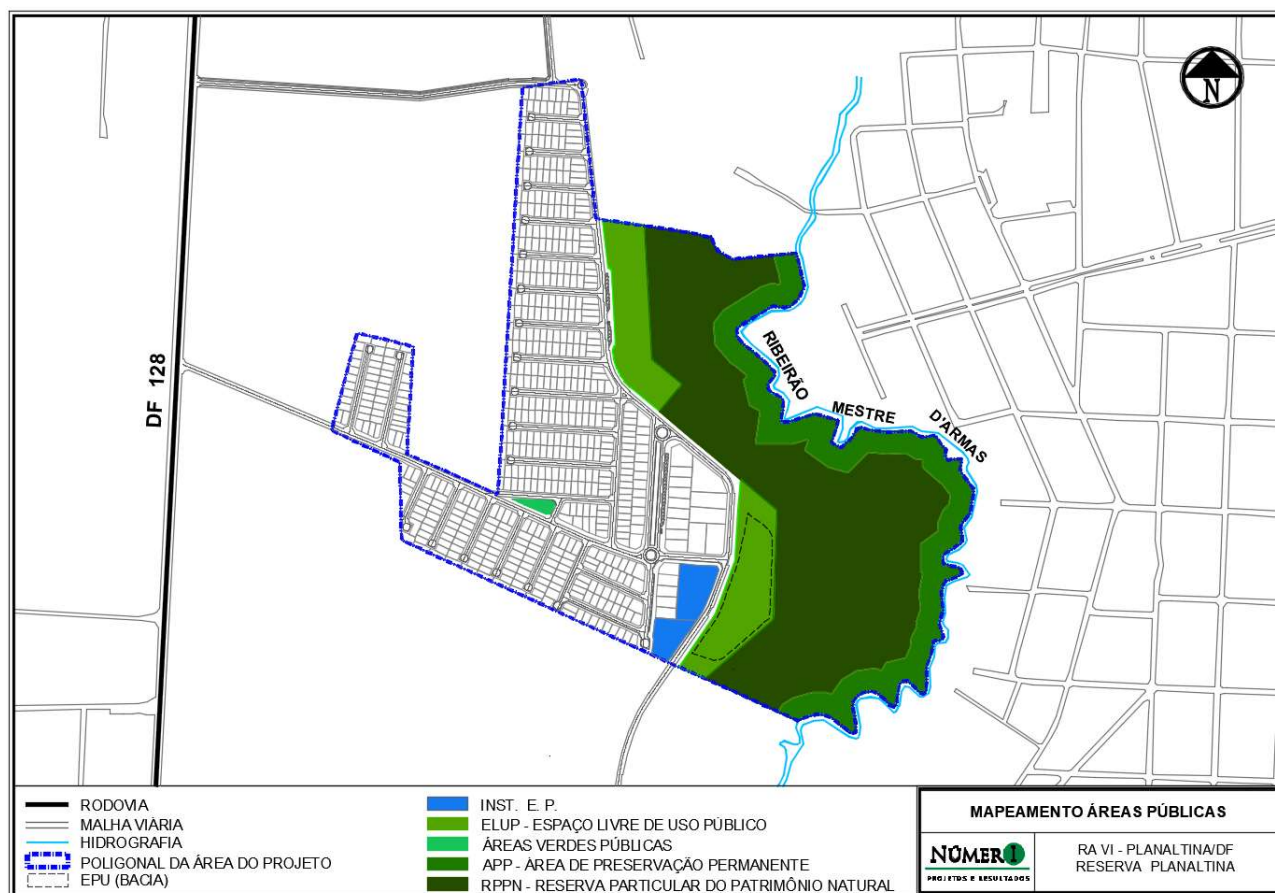 N
DF 128
RIBEIRÃO
MESTRE
D'ARMAS
RODOVIA
MALHA VIÁRIA
HIDROGRAFIA
POLIGONAL DA ÁREA DO PROJETO
EPU (BACIA)
INST. E. P.
ELUP - ESPAÇO LIVRE DE USO PÚBLICO
ÁREAS VERDES PÚBLICAS
APP - ÁREA DE PRESERVAÇÃO PERMANENTE
RPPN - RESERVA PARTICULAR DO PATRIMÔNIO NATURAL
MAPEAMENTO ÁREAS PÚBLICAS
NÚMER1
PROJETOS E RESULTADOS
RA VI - PLANALTINA/DF
RESERVA PLANALTINA